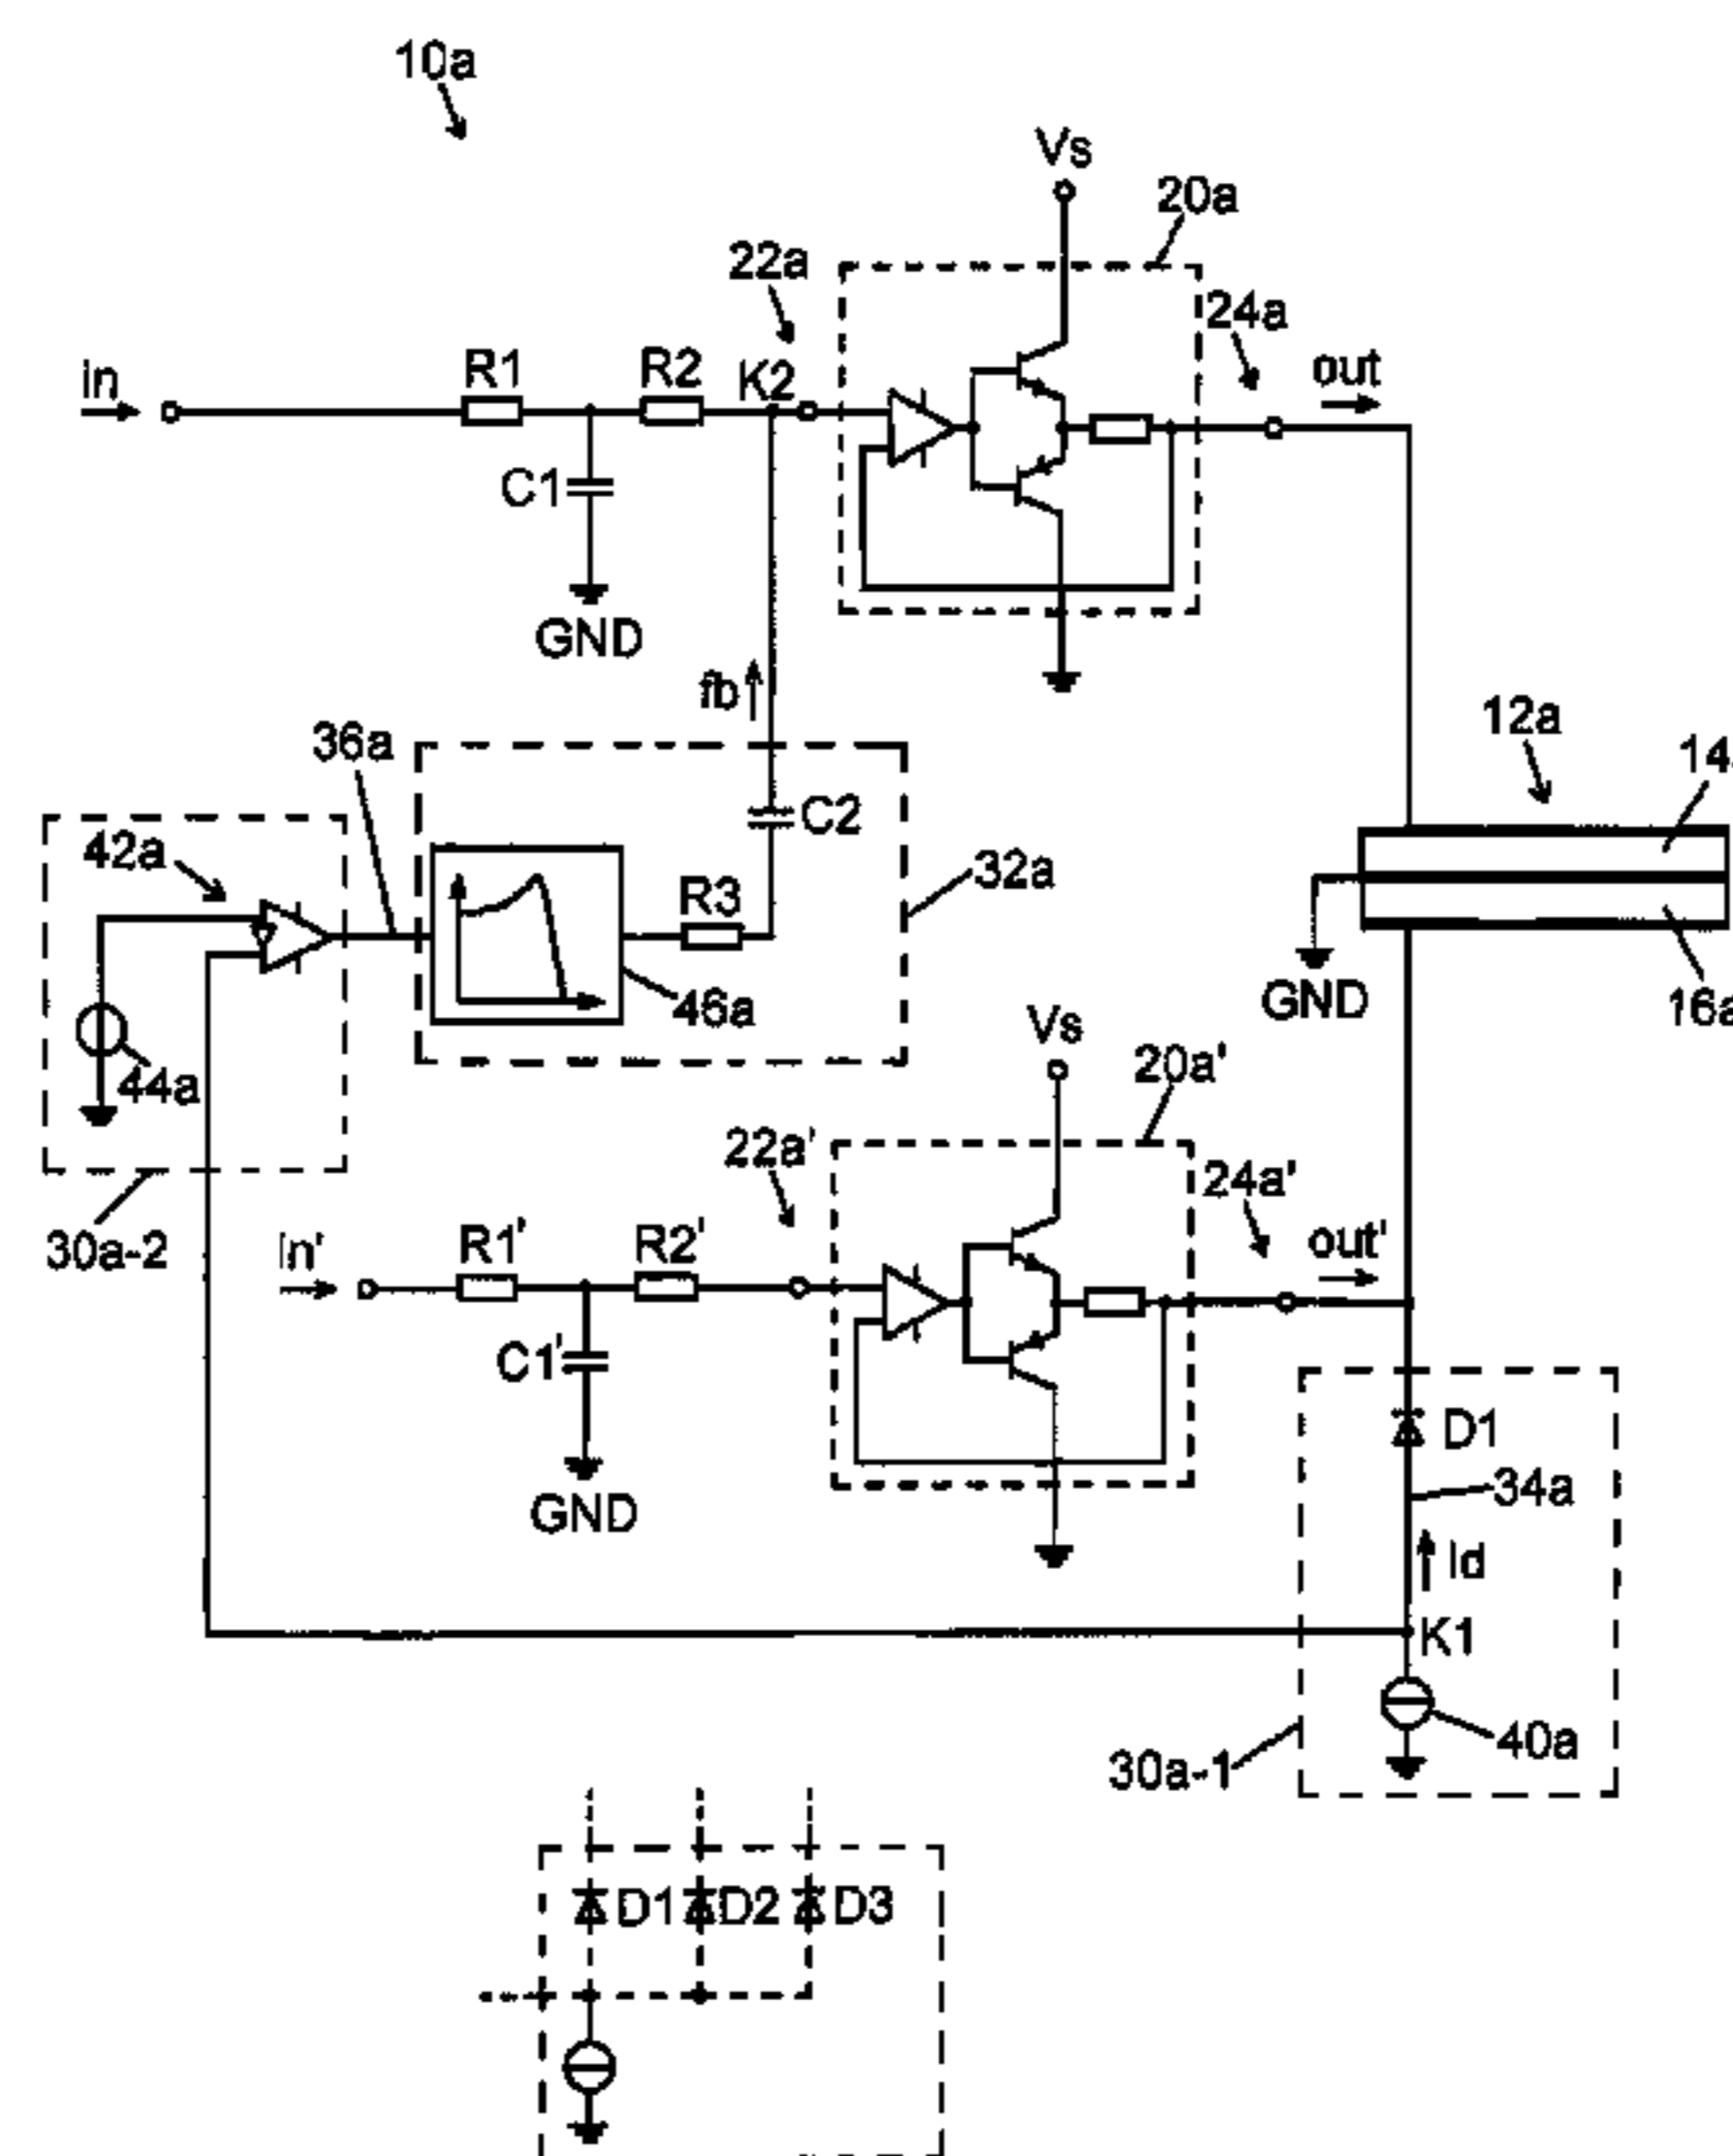 10a
Vs
20a
22a
24a
in
R1
R2
K2
out
C1
GND
fb
36a
12a
14
42a
C2
32a
R3
46a
GND
16a
44a
Vs
20a'
22a'
24a'
30a-2
in'
R1'
R2'
out'
C1'
GND
D1
34a
Id
K1
30a-1
40a
D1
D2
D3